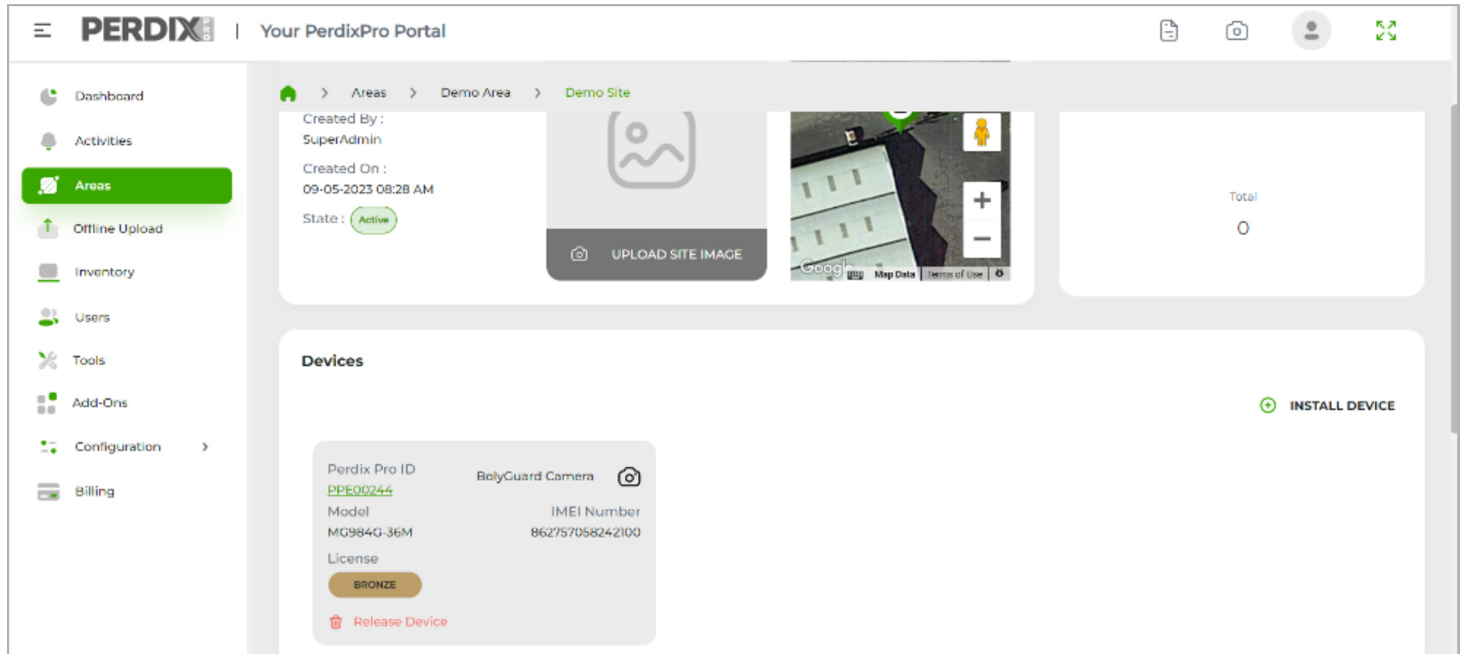 PERDIX PRO | Your PerdixPro Portal
Dashboard
Activities
Areas
Offline Upload
Inventory
Users
Tools
Add-Ons
Configuration >
Billing
> Areas > Demo Area > Demo Site
Created By :
SuperAdmin
Created On :
09-05-2023 08:28 AM
State : Active
UPLOAD SITE IMAGE
+
−
Google Map Data Terms of Use
Total
0
Devices
INSTALL DEVICE
Perdix Pro ID
PPE00244
BolyGuard Camera
Model
MG984G-36M
IMEI Number
862757058242100
License
BRONZE
Release Device